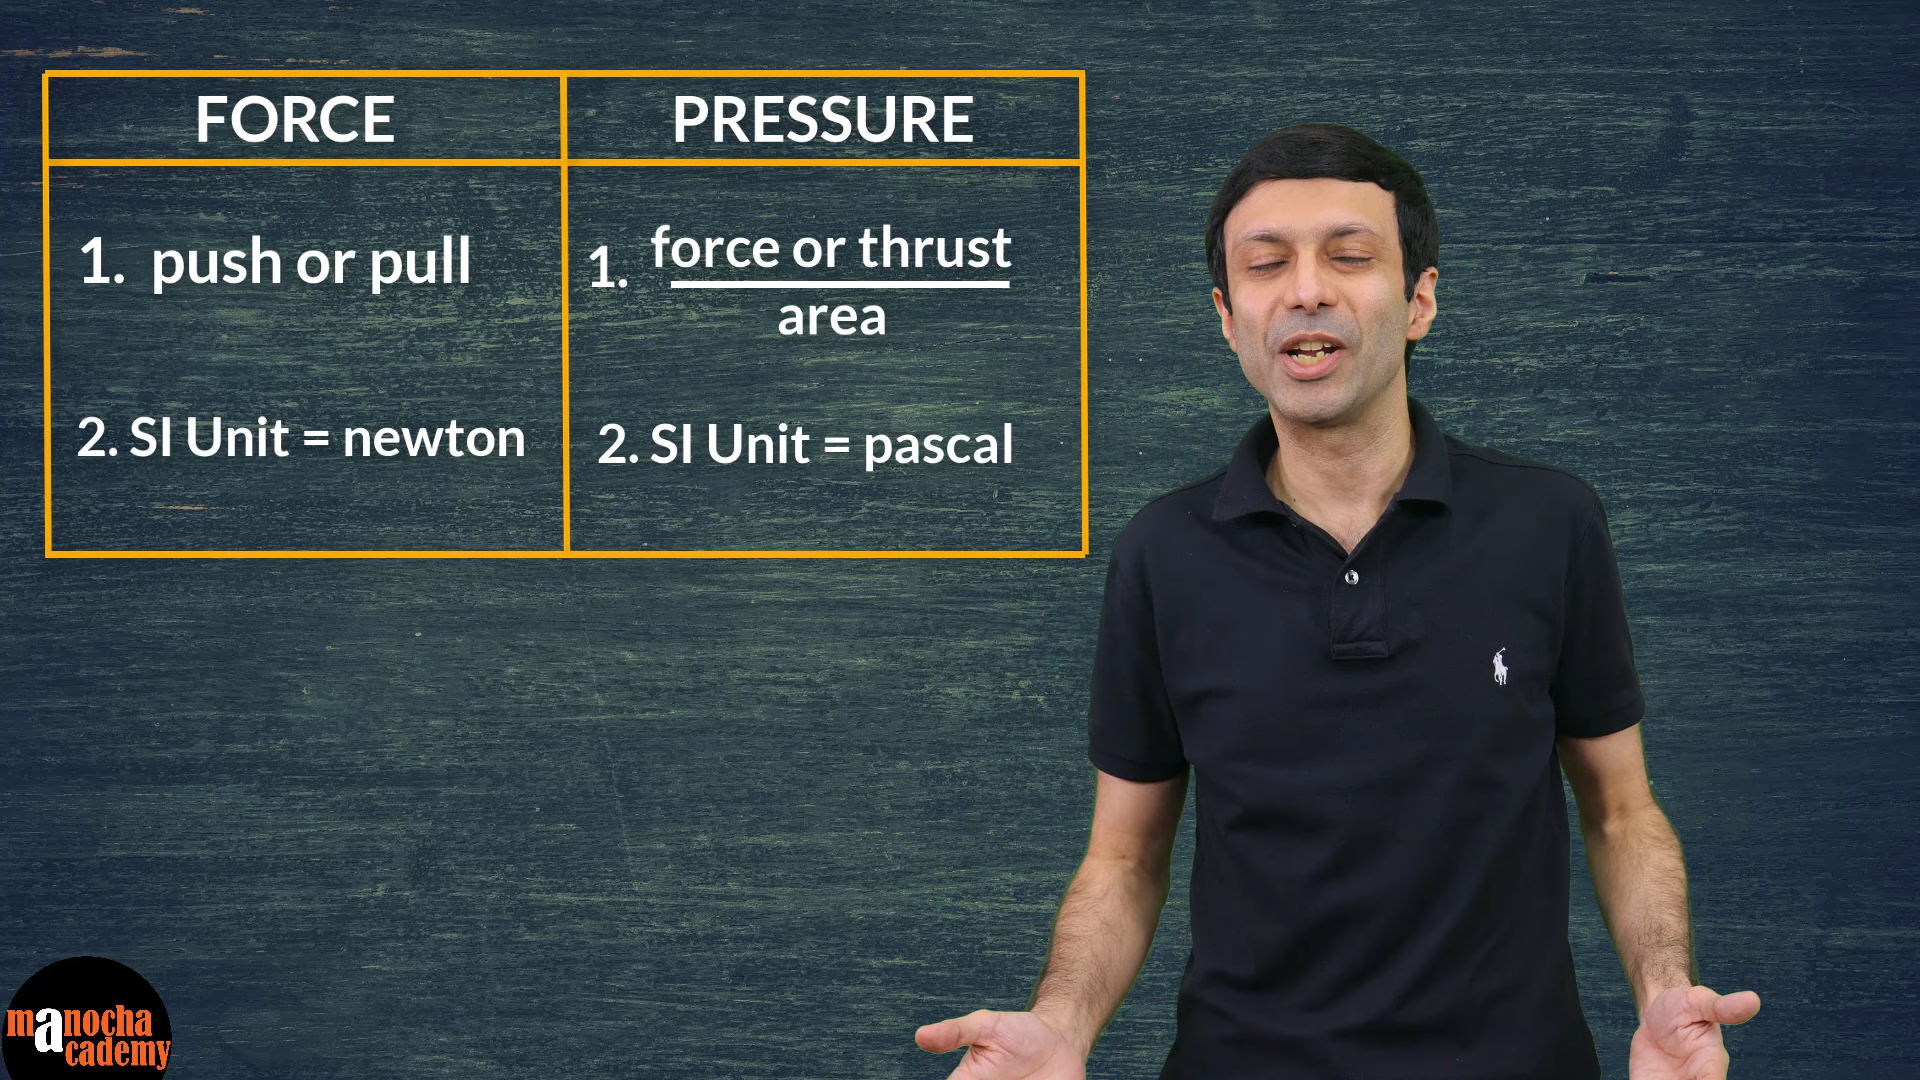 FORCE
PRESSURE
1. push or pull
1. force or thrust
area
2. SI Unit = newton
2. SI Unit = pascal
manocha
academy